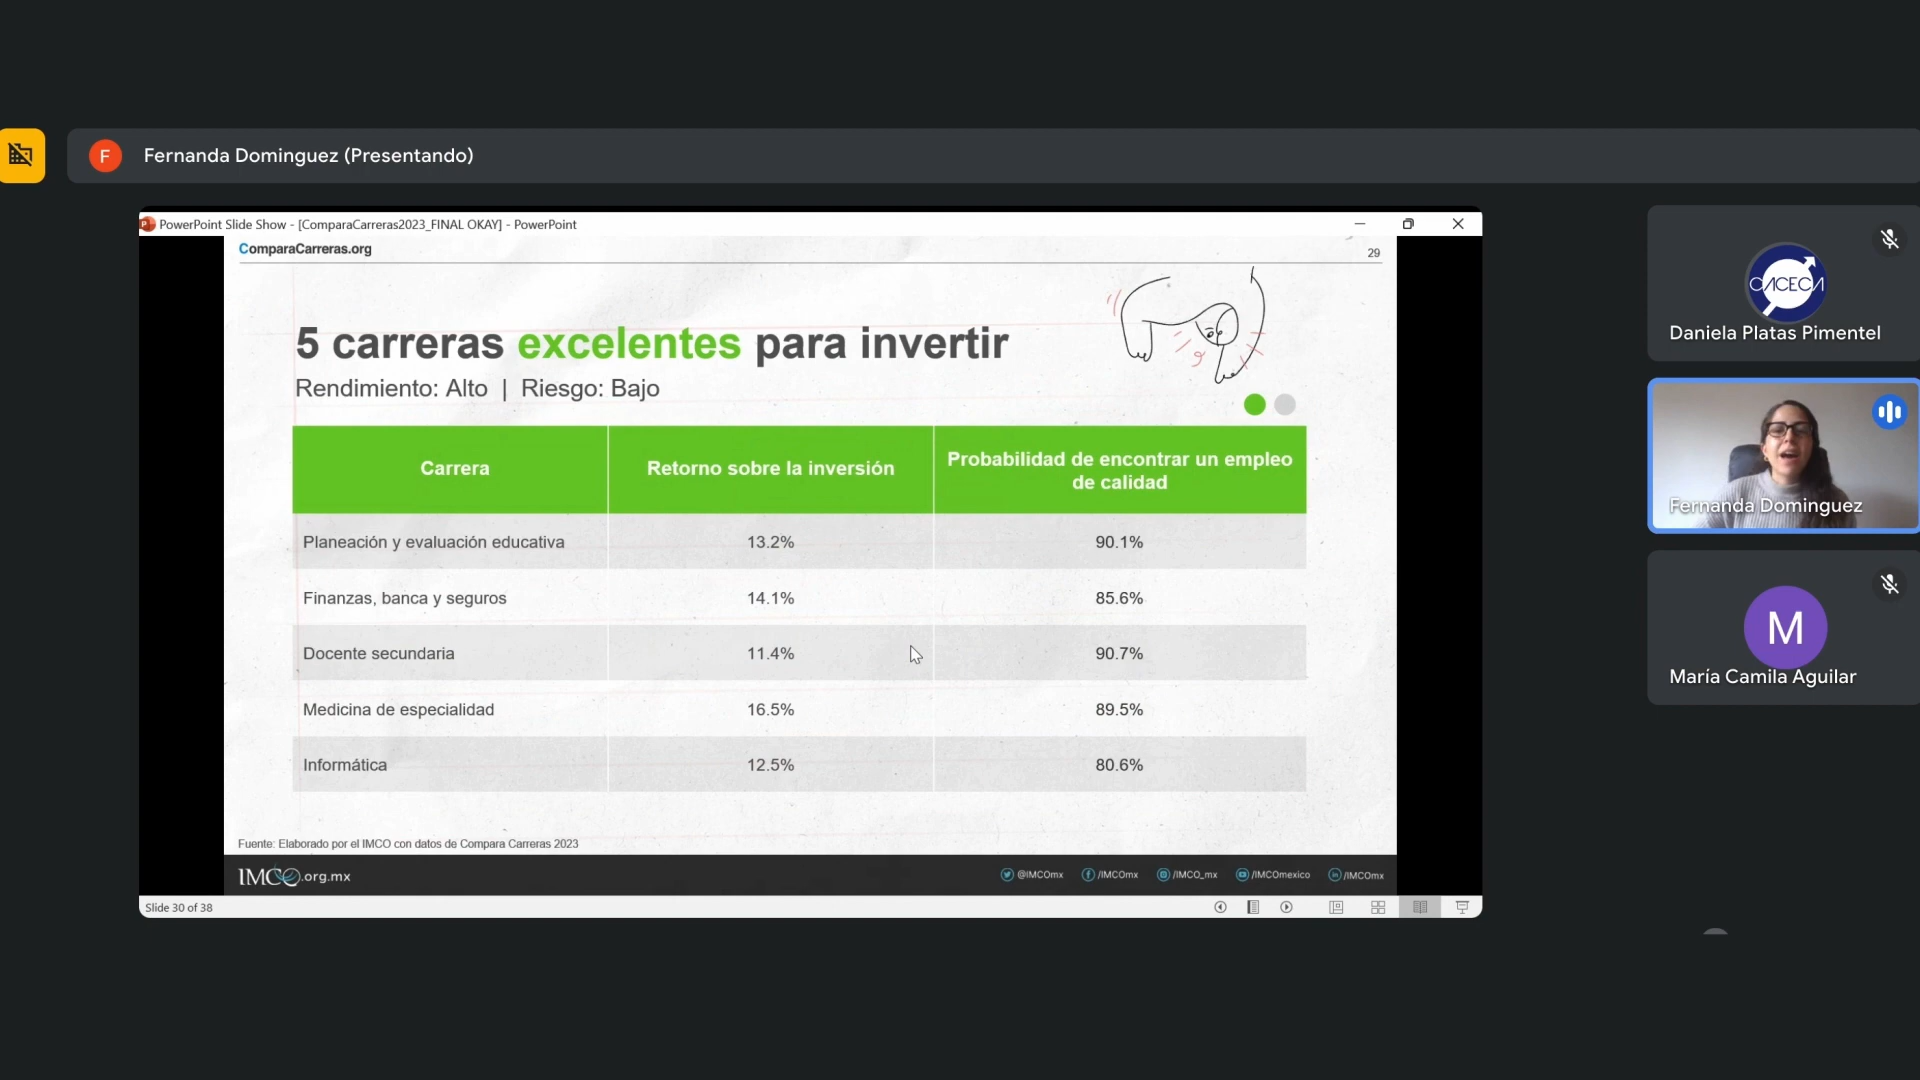 F
Fernanda Dominguez (Presentando)
PowerPoint Slide Show - [ComparaCarreras2023_FINAL OKAY] - PowerPoint
ComparaCarreras.org
29
5 carreras excelentes para invertir
Rendimiento: Alto | Riesgo: Bajo
Carrera
Retorno sobre la inversión
Probabilidad de encontrar un empleo
de calidad
Planeación y evaluación educativa 13.2% 90.1%
Finanzas, banca y seguros 14.1% 85.6%
Docente secundaria 11.4% 90.7%
Medicina de especialidad 16.5% 89.5%
Informática 12.5% 80.6%
Fuente: Elaborado por el IMCO con datos de Compara Carreras 2023
IMCO.org.mx
@IMCOmx /IMCOmx /IMCO_mx /IMCOmexico /IMCOmx
Slide 30 of 38
CACECA
Daniela Platas Pimentel
Fernanda Dominguez
M
María Camila Aguilar